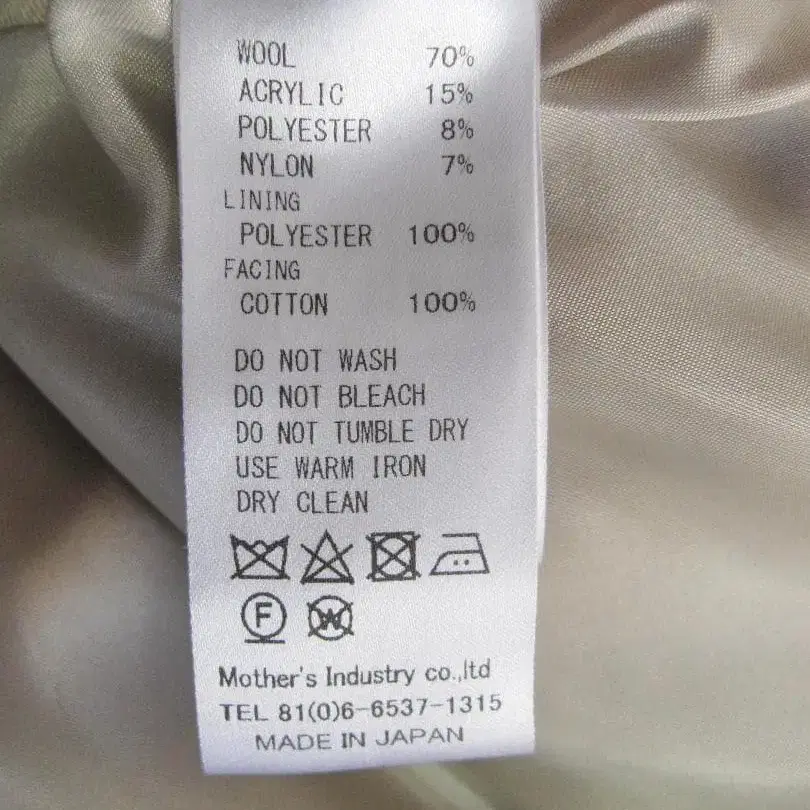 WOOL 70%
ACRYLIC 15%
POLYESTER 8%
NYLON 7%
LINING
POLYESTER 100%
FACING
COTTON 100%
DO NOT WASH
DO NOT BLEACH
DO NOT TUMBLE DRY
USE WARM IRON
DRY CLEAN
F W
Mother's Industry co.,ltd
TEL 81(0)6-6537-1315
MADE IN JAPAN